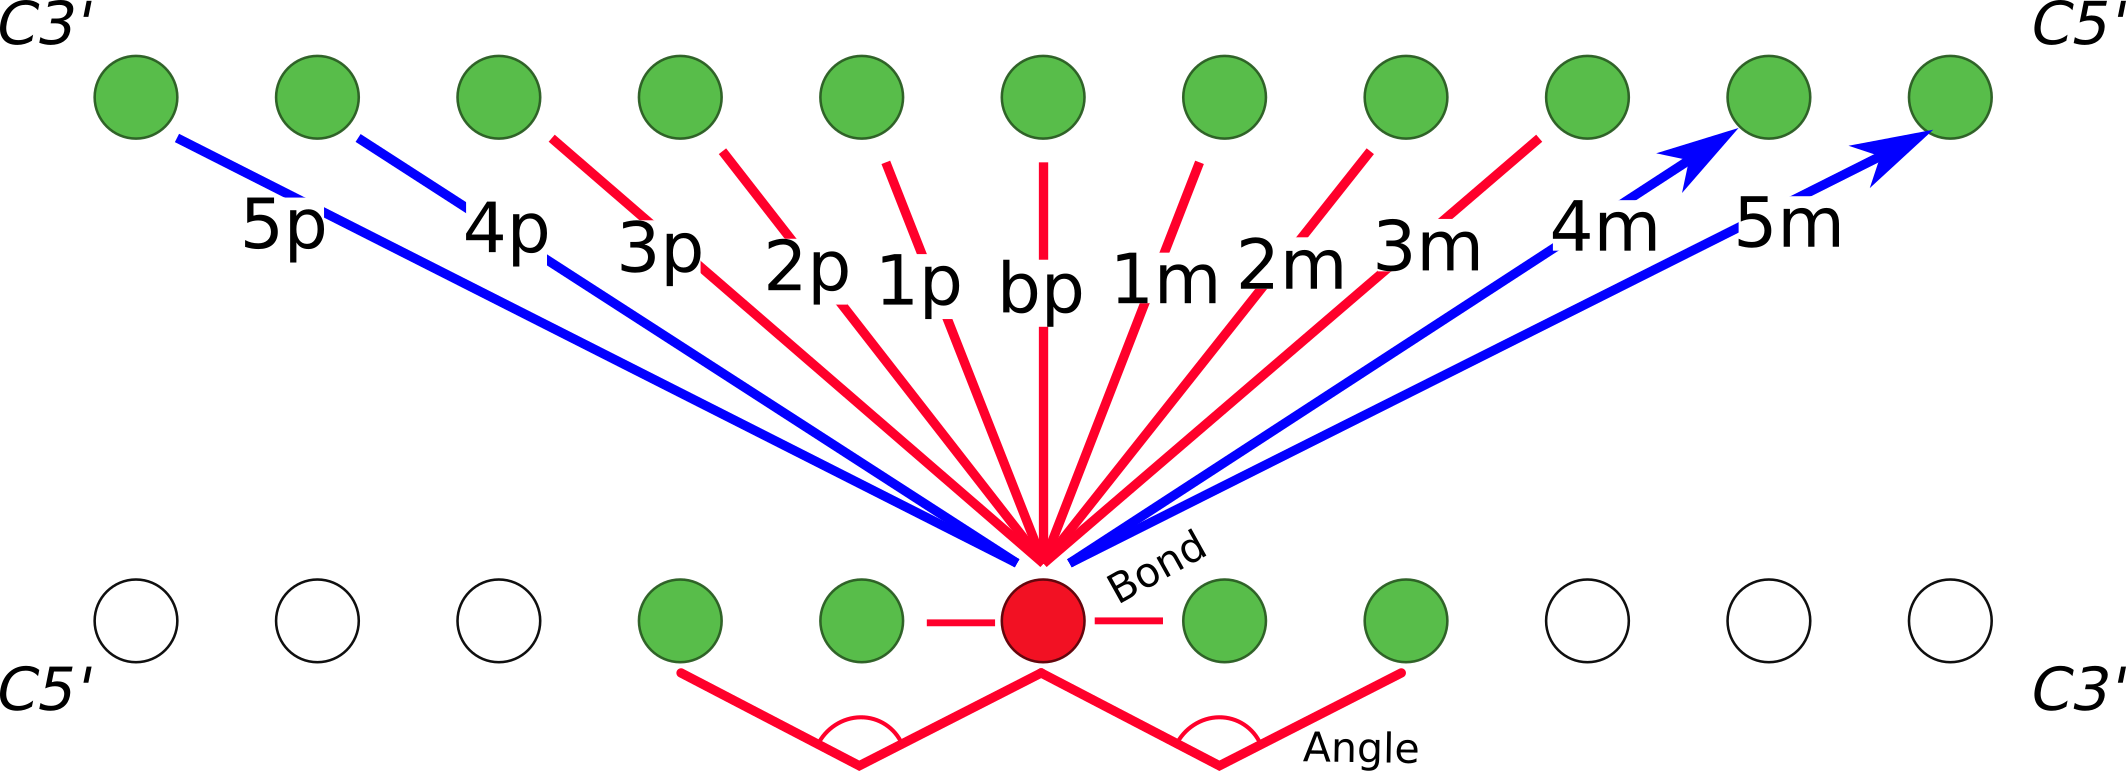 C3' C5'
5p 4p 3p 2p 1p bp 1m 2m 3m 4m 5m
Bond
C5' C3'
Angle